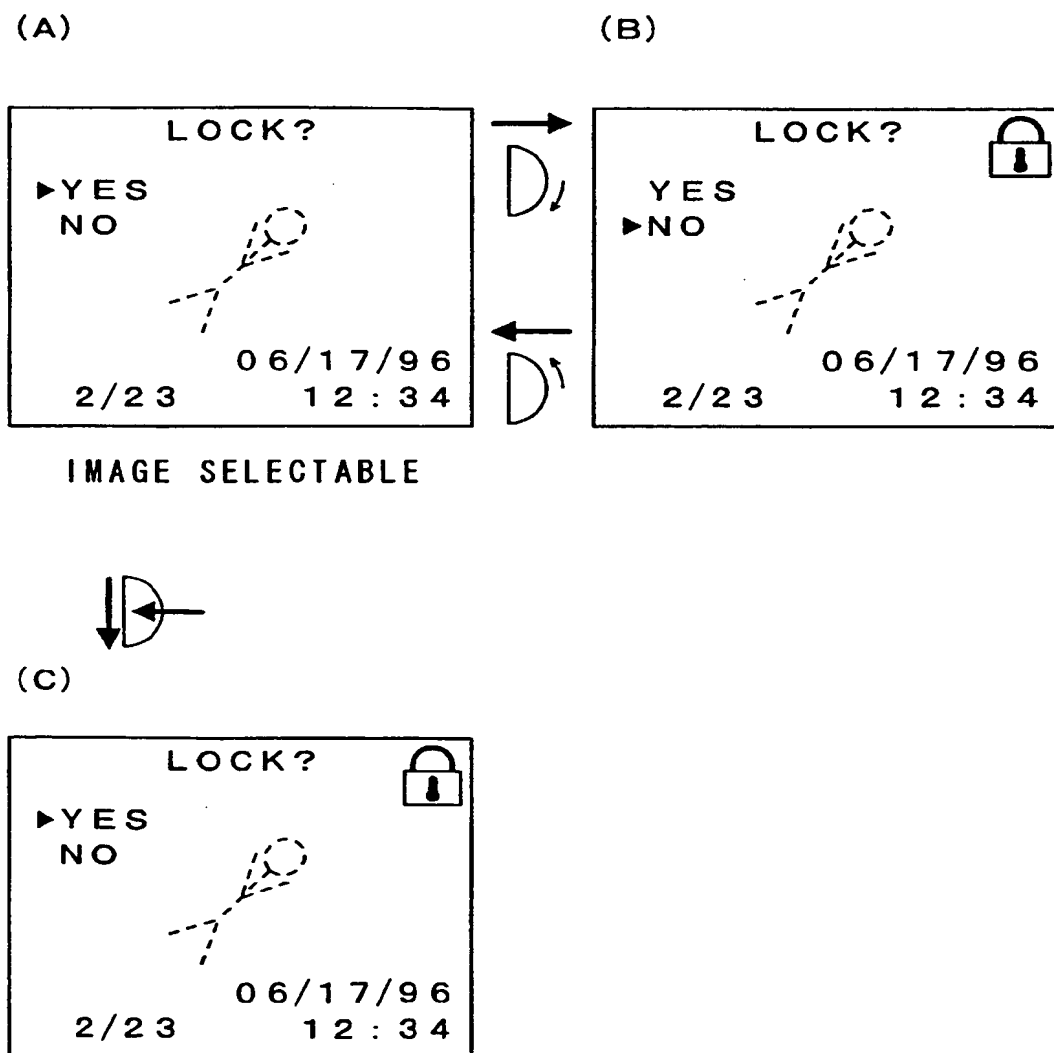 (A)
LOCK?
►YES
NO
06/17/96
2/23 12:34
IMAGE SELECTABLE
(B)
LOCK?
YES
►NO
06/17/96
2/23 12:34
(C)
LOCK?
►YES
NO
06/17/96
2/23 12:34